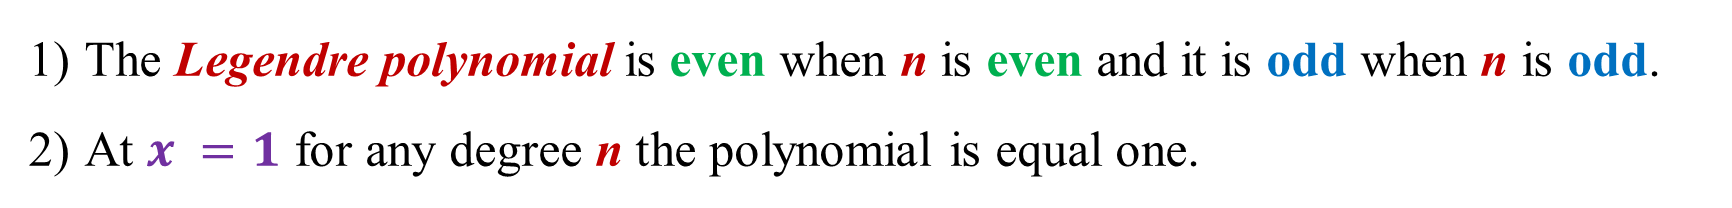 1) The Legendre polynomial is even when n is even and it is odd when n is odd.
2) At x = 1 for any degree n the polynomial is equal one.